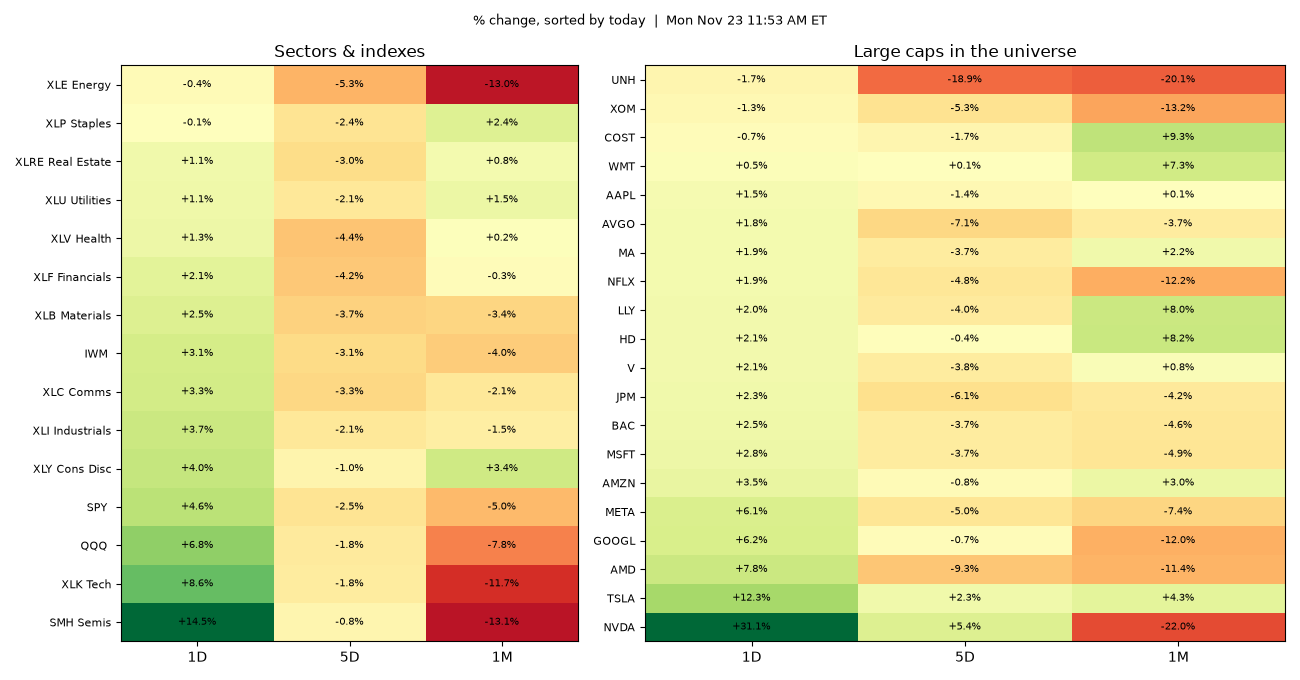 % change, sorted by today | Mon Nov 23 11:53 AM ET
Sectors & indexes
XLE Energy -0.4% -5.3% -13.0%
XLP Staples -0.1% -2.4% +2.4%
XLRE Real Estate +1.1% -3.0% +0.8%
XLU Utilities +1.1% -2.1% +1.5%
XLV Health +1.3% -4.4% +0.2%
XLF Financials +2.1% -4.2% -0.3%
XLB Materials +2.5% -3.7% -3.4%
IWM +3.1% -3.1% -4.0%
XLC Comms +3.3% -3.3% -2.1%
XLI Industrials +3.7% -2.1% -1.5%
XLY Cons Disc +4.0% -1.0% +3.4%
SPY +4.6% -2.5% -5.0%
QQQ +6.8% -1.8% -7.8%
XLK Tech +8.6% -1.8% -11.7%
SMH Semis +14.5% -0.8% -13.1%
1D 5D 1M
Large caps in the universe
UNH -1.7% -18.9% -20.1%
XOM -1.3% -5.3% -13.2%
COST -0.7% -1.7% +9.3%
WMT +0.5% +0.1% +7.3%
AAPL +1.5% -1.4% +0.1%
AVGO +1.8% -7.1% -3.7%
MA +1.9% -3.7% +2.2%
NFLX +1.9% -4.8% -12.2%
LLY +2.0% -4.0% +8.0%
HD +2.1% -0.4% +8.2%
V +2.1% -3.8% +0.8%
JPM +2.3% -6.1% -4.2%
BAC +2.5% -3.7% -4.6%
MSFT +2.8% -3.7% -4.9%
AMZN +3.5% -0.8% +3.0%
META +6.1% -5.0% -7.4%
GOOGL +6.2% -0.7% -12.0%
AMD +7.8% -9.3% -11.4%
TSLA +12.3% +2.3% +4.3%
NVDA +31.1% +5.4% -22.0%
1D 5D 1M